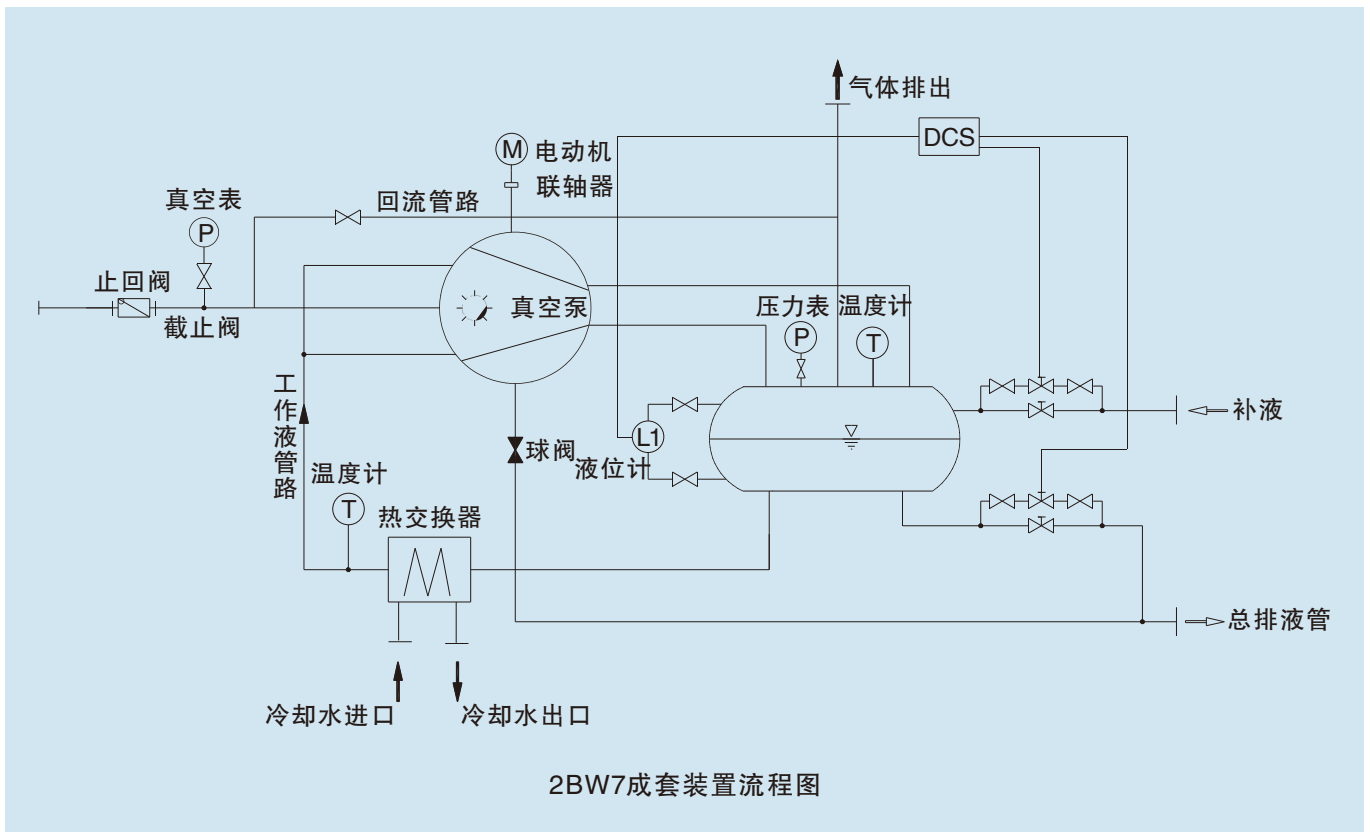 气体排出
DCS
M
电动机
联轴器
真空表
回流管路
P
止回阀
截止阀
真空泵
压力表
温度计
P
T
工作液管路
补液
L1
球阀
液位计
温度计
T
热交换器
总排液管
冷却水进口
冷却水出口
2BW7成套装置流程图